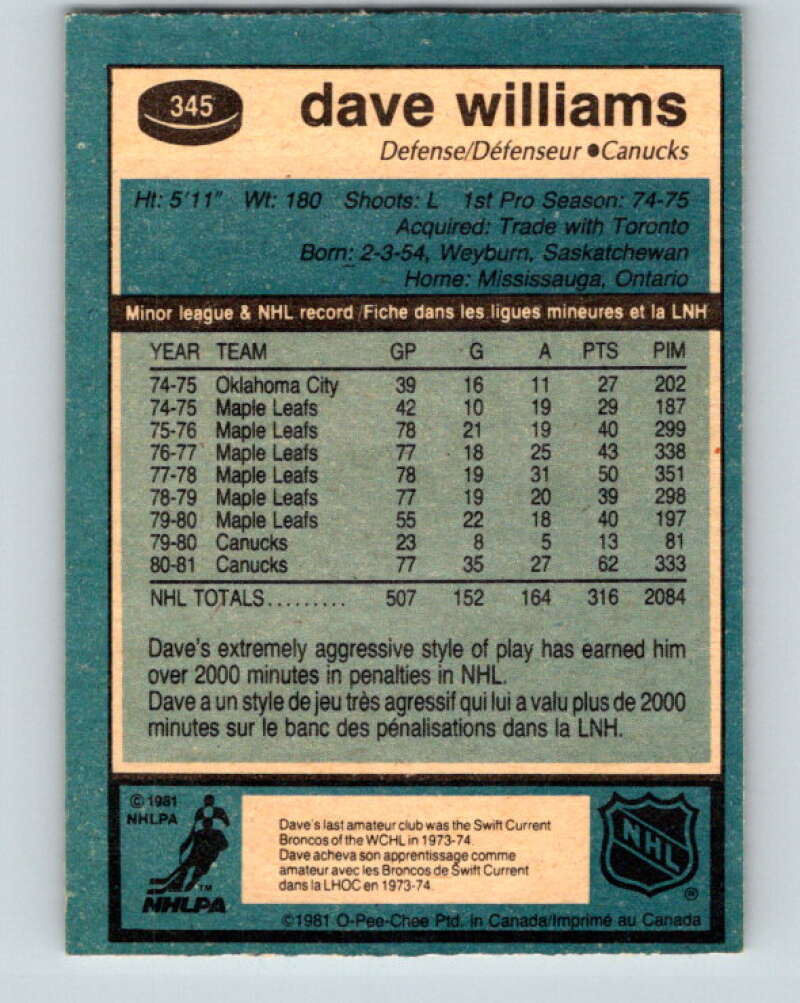 345
dave williams
Defense/Défenseur ●Canucks
Ht: 5'11" Wt: 180 Shoots: L 1st Pro Season: 74-75
Acquired: Trade with Toronto
Born: 2-3-54, Weyburn, Saskatchewan
Home: Mississauga, Ontario
Minor league & NHL record/Fiche dans les ligues mineures et la LNH
YEAR TEAM GP G A PTS PIM
74-75 Oklahoma City 39 16 11 27 202
74-75 Maple Leafs 42 10 19 29 187
75-76 Maple Leafs 78 21 19 40 299
76-77 Maple Leafs 77 18 25 43 338
77-78 Maple Leafs 78 19 31 50 351
78-79 Maple Leafs 77 19 20 39 298
79-80 Maple Leafs 55 22 18 40 197
79-80 Canucks 23 8 5 13 81
80-81 Canucks 77 35 27 62 333
NHL TOTALS......... 507 152 164 316 2084
Dave's extremely aggressive style of play has earned him
over 2000 minutes in penalties in NHL.
Dave a un style de jeu très agressif qui lui a valu plus de 2000
minutes sur le banc des pénalisations dans la LNH.
©1981
NHLPA
TM
NHLPA
Dave's last amateur club was the Swift Current
Broncos of the WCHL in 1973-74.
Dave acheva son apprentissage comme
amateur avec les Broncos de Swift Current
dans la LHOC en 1973-74.
NHL
®
©1981 O-Pee-Chee Ptd. in Canada/Imprimé au Canada